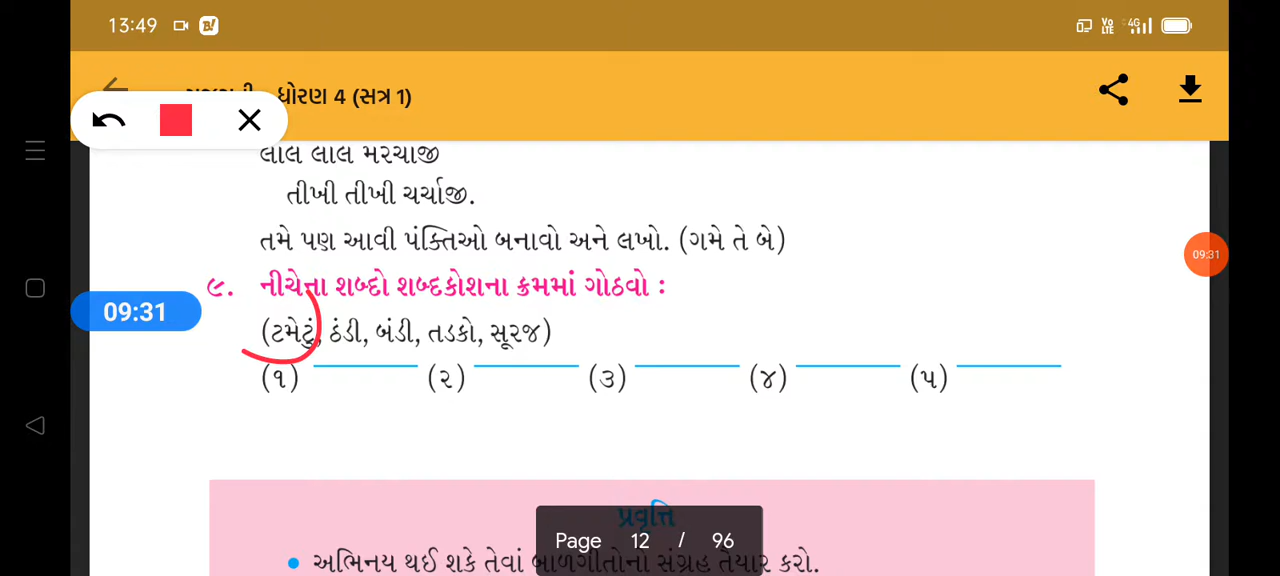 13:49
ધોરણ 4 (સત્ર 1)
લાલ લાલ મરચાજી
તીખી તીખી ચર્ચાજી.
તમે પણ આવી પંક્તિઓ બનાવો અને લખો. (ગમે તે બે)
૯. નીચેના શબ્દો શબ્દકોશના ક્રમમાં ગોઠવો :
09:31
09:31
(ટમેટું, ઠંડી, બંડી, તડકો, સૂરજ)
(૧) (૨) (૩) (૪) (૫)
પ્રવૃત્તિ
Page 12 / 96
અભિનય થઈ શકે તેવાં બાળગીતોનો સંગ્રહ તૈયાર કરો.